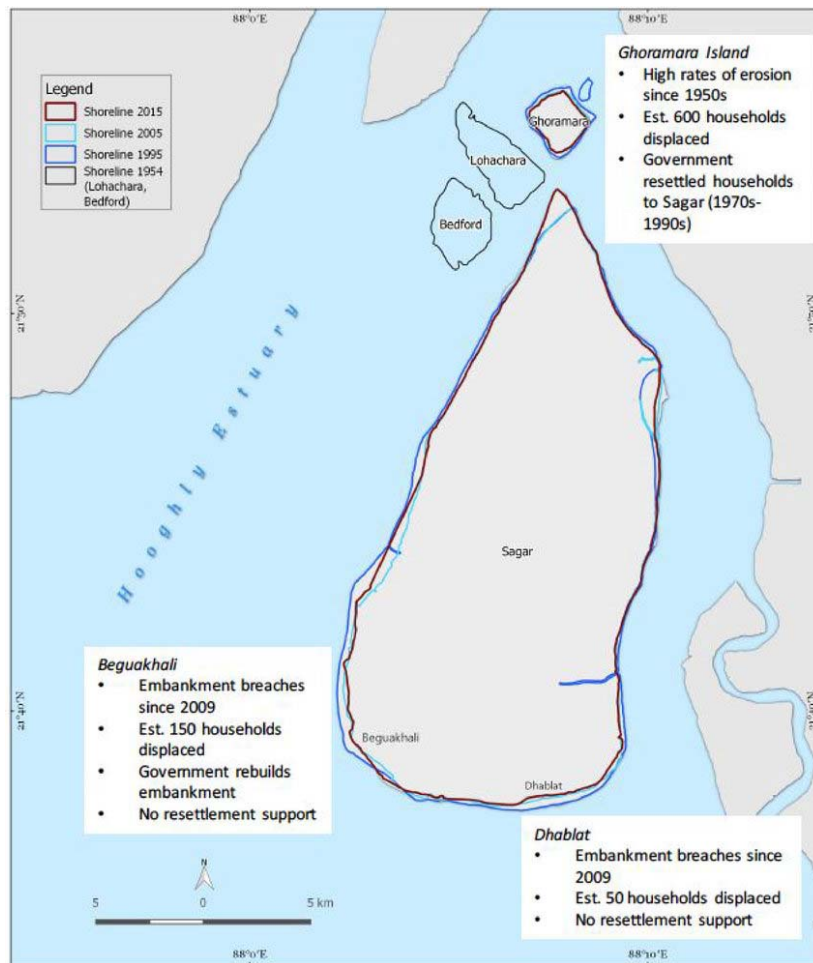 88°0'E
88°10'E
Legend
Shoreline 2015
Shoreline 2005
Shoreline 1995
Shoreline 1954
(Lohachara,
Bedford)
Ghoramara Island
• High rates of erosion
since 1950s
• Est. 600 households
displaced
• Government
resettled households
to Sagar (1970s-
1990s)
Ghoramara
Lohachara
Bedford
Hooghly Estuary
Sagar
21°40'N
Beguakhali
• Embankment breaches
since 2009
• Est. 150 households
displaced
• Government rebuilds
embankment
• No resettlement support
Beguakhali
Dhablat
Dhablat
• Embankment breaches since
2009
• Est. 50 households displaced
• No resettlement support
N
5
0
5 km
88°0'E
88°10'E